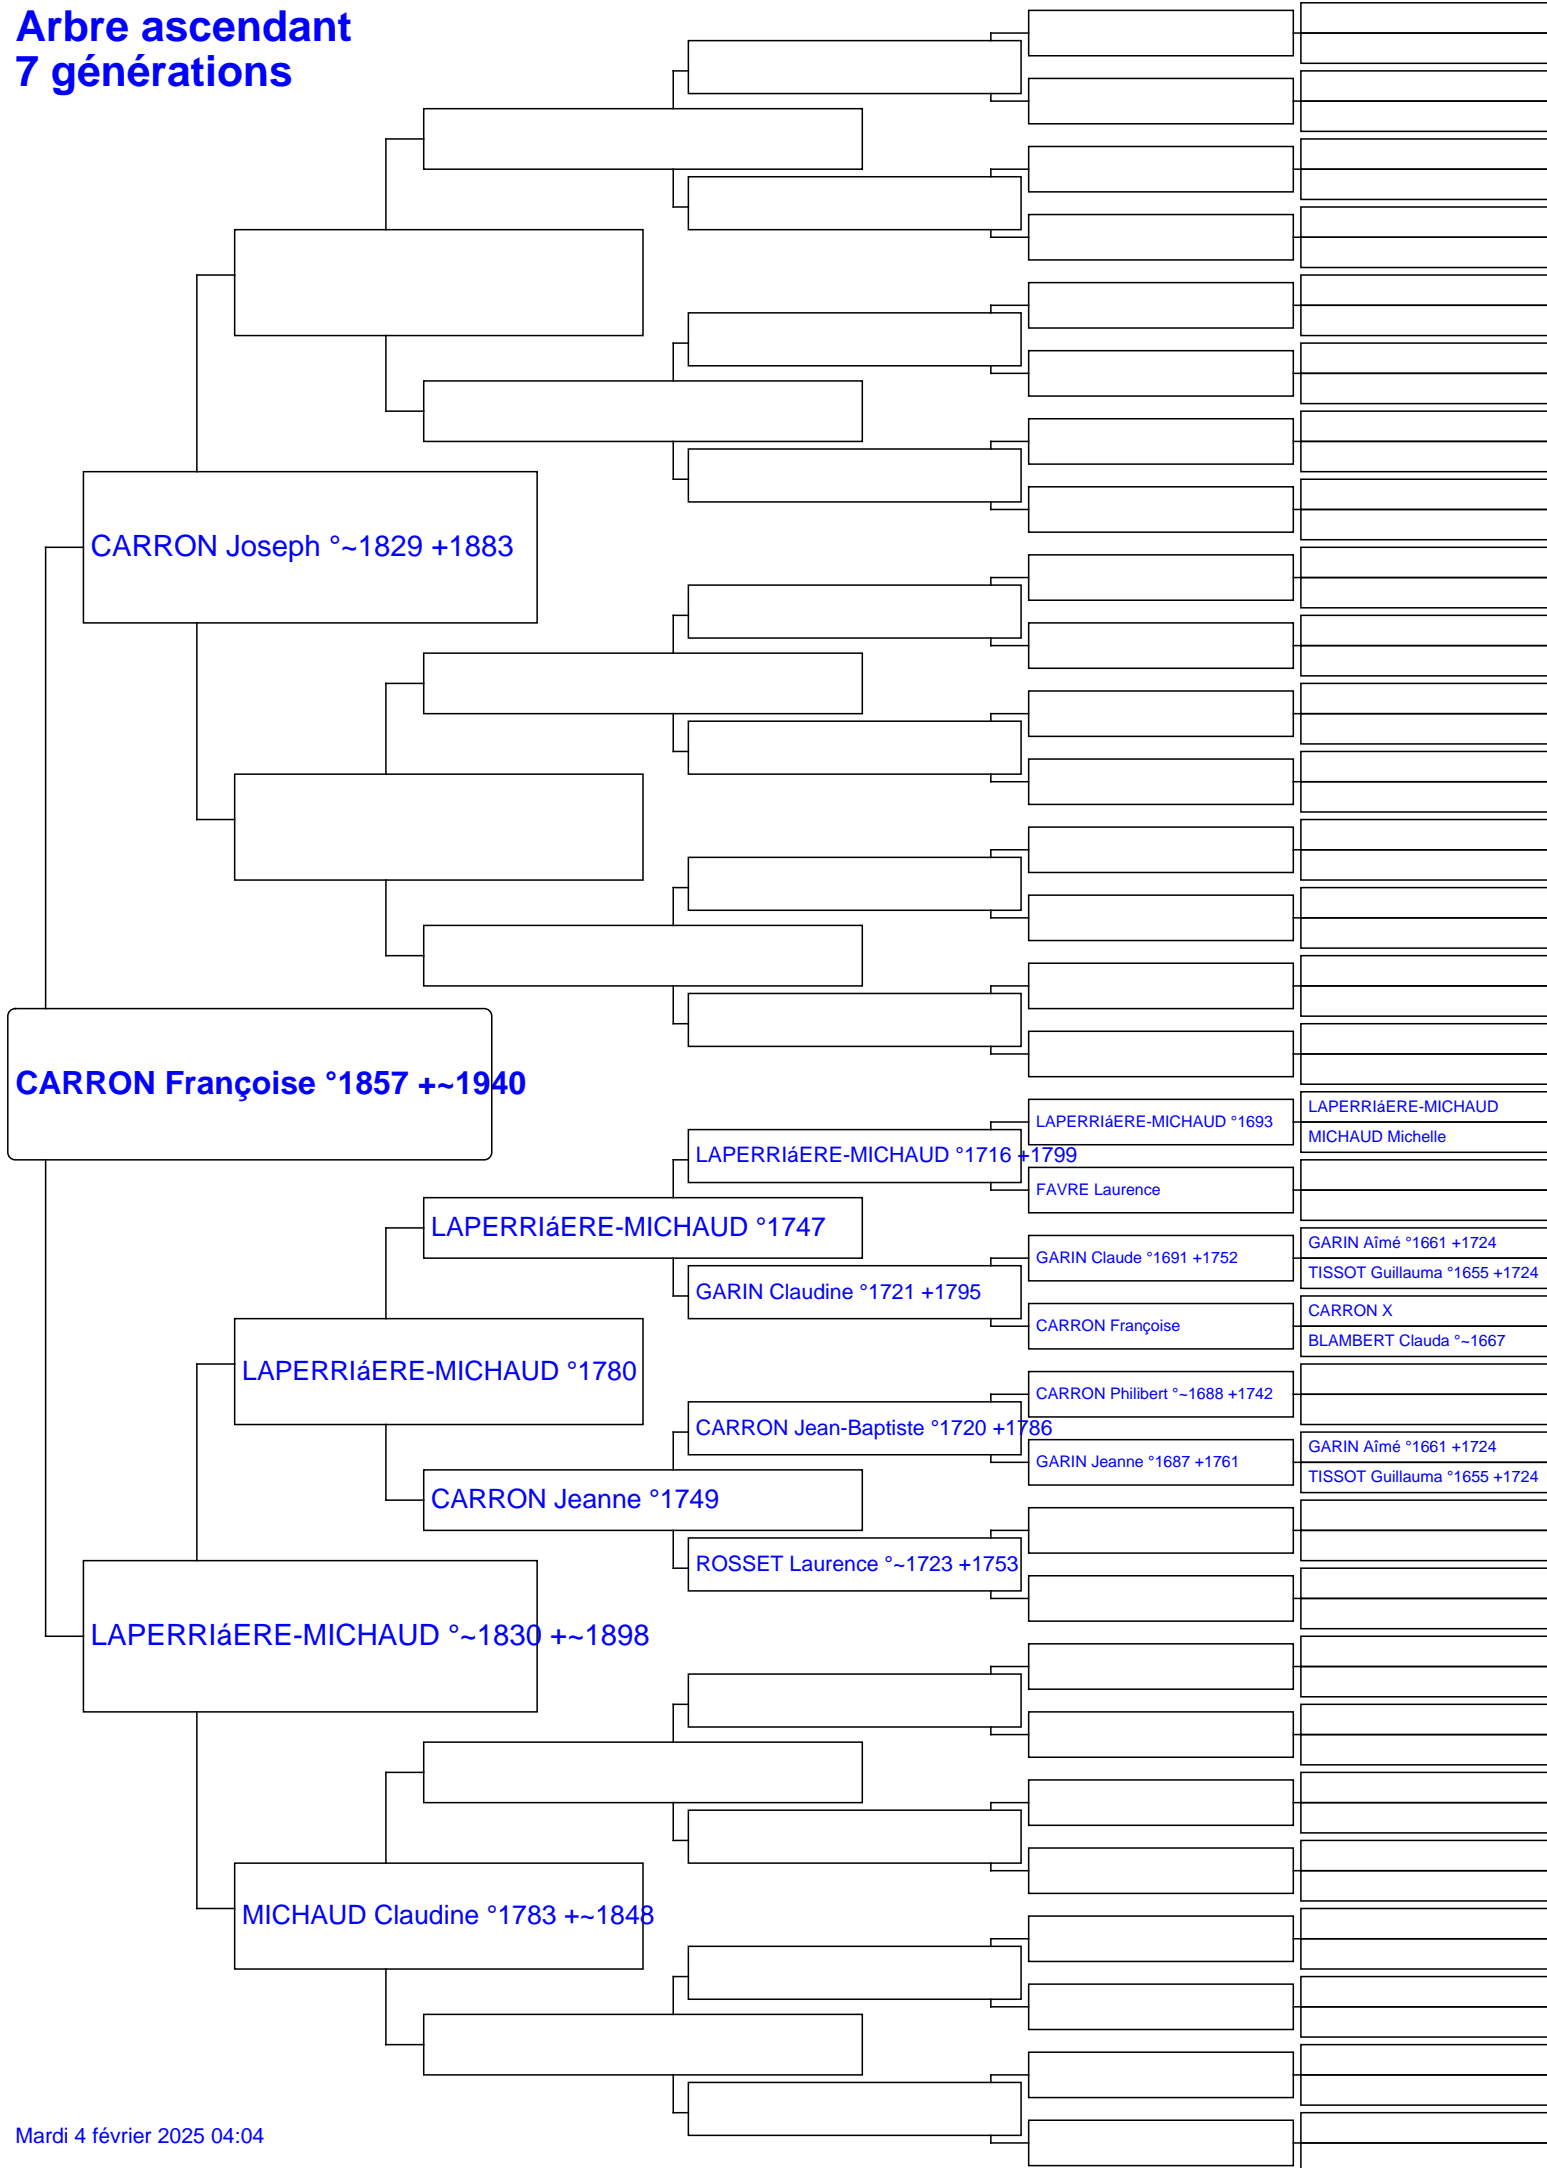 Arbre ascendant
7 générations
CARRON Joseph °~1829 +1883
CARRON Françoise °1857 +~1940
LAPERRIáERE-MICHAUD °1693
LAPERRIáERE-MICHAUD
MICHAUD Michelle
LAPERRIáERE-MICHAUD °1716 +1799
FAVRE Laurence
LAPERRIáERE-MICHAUD °1747
GARIN Claude °1691 +1752
GARIN Aîmé °1661 +1724
TISSOT Guillauma °1655 +1724
GARIN Claudine °1721 +1795
CARRON Françoise
CARRON X
BLAMBERT Clauda °~1667
LAPERRIáERE-MICHAUD °1780
CARRON Philibert °~1688 +1742
CARRON Jean-Baptiste °1720 +1786
GARIN Jeanne °1687 +1761
GARIN Aîmé °1661 +1724
TISSOT Guillauma °1655 +1724
CARRON Jeanne °1749
ROSSET Laurence °~1723 +1753
LAPERRIáERE-MICHAUD °~1830 +~1898
MICHAUD Claudine °1783 +~1848
Mardi 4 février 2025 04:04